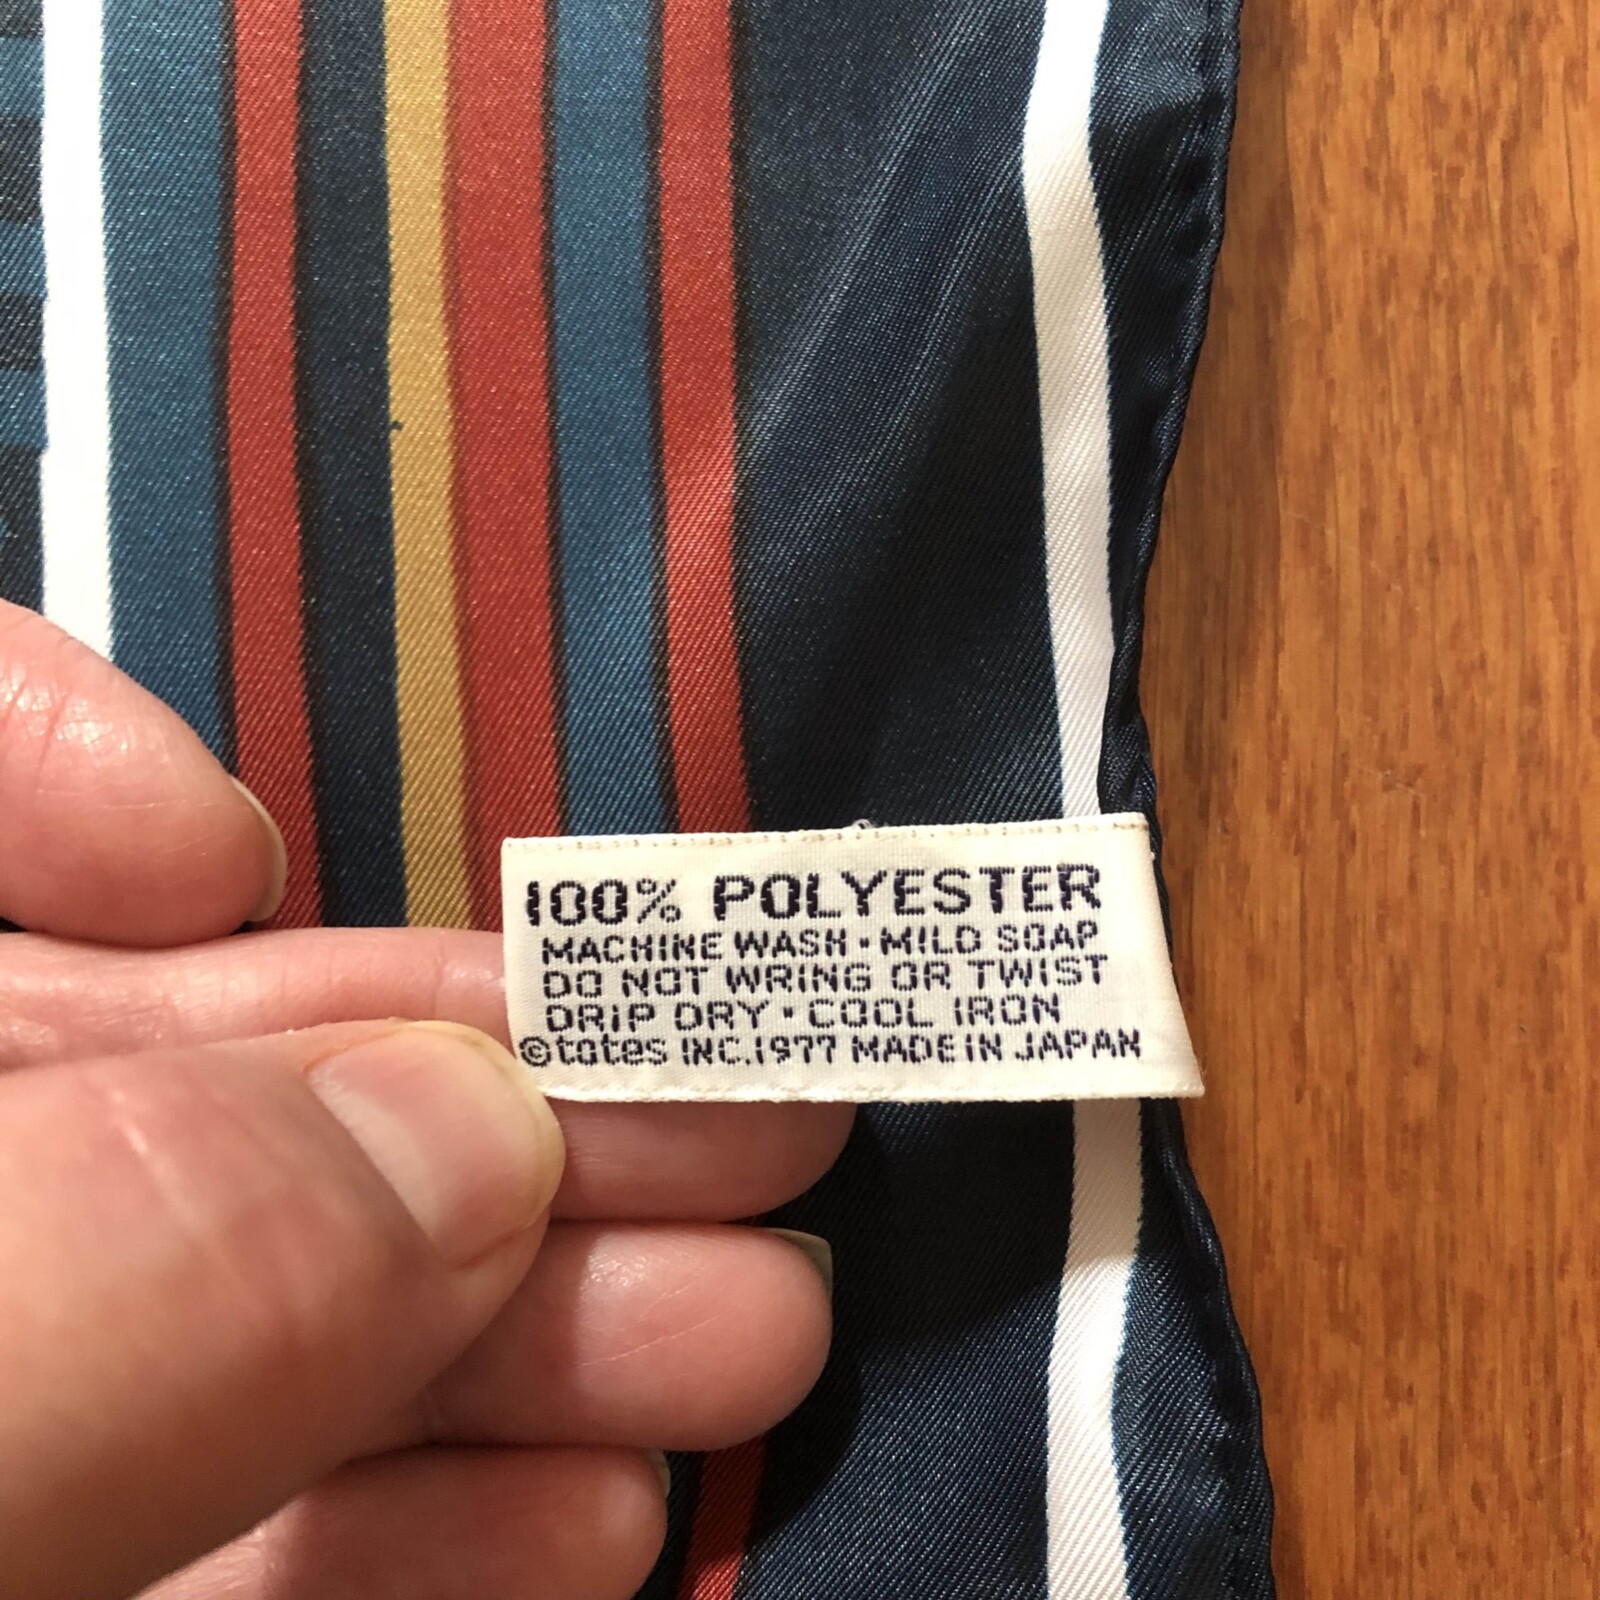 100% POLYESTER
MACHINE WASH • MILD SOAP
DO NOT WRING OR TWIST
DRIP DRY • COOL IRON
©totes INC. 1977 MADE IN JAPAN